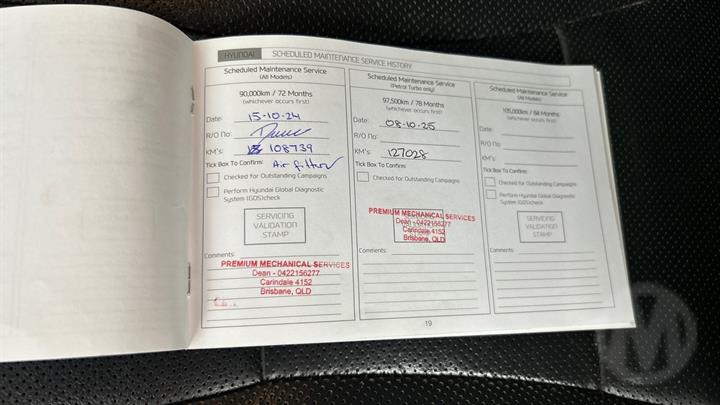 HYUNDAI SCHEDULED MAINTENANCE SERVICE HISTORY
Scheduled Maintenance Service
(All Models)
90,000km / 72 Months
(whichever occurs first)
Date: 15-10-24
R/O No:
KM's: 108739
Tick Box To Confirm: Air filter
Checked for Outstanding Campaigns
Perform Hyundai Global Diagnostic
System (GDS)check
SERVICING
VALIDATION
STAMP
Comments:
PREMIUM MECHANICAL SERVICES
Dean - 0422156277
Carindale 4152
Brisbane, QLD
Scheduled Maintenance Service
(Petrol Turbo only)
97,500km / 78 Months
(whichever occurs first)
Date: 08-10-25
R/O No:
KM's: 127028
Tick Box To Confirm:
Checked for Outstanding Campaigns
PREMIUM MECHANICAL SERVICES
Dean - 0422156277
Carindale 4152
Brisbane, QLD
Comments:
Scheduled Maintenance Service
(All Models)
105,000km / 84 Months
(whichever occurs first)
Date:
R/O No:
KM's:
Tick Box To Confirm:
Checked for Outstanding Campaigns
Perform Hyundai Global Diagnostic
System (GDS)check
SERVICING
VALIDATION
STAMP
Comments:
19
M